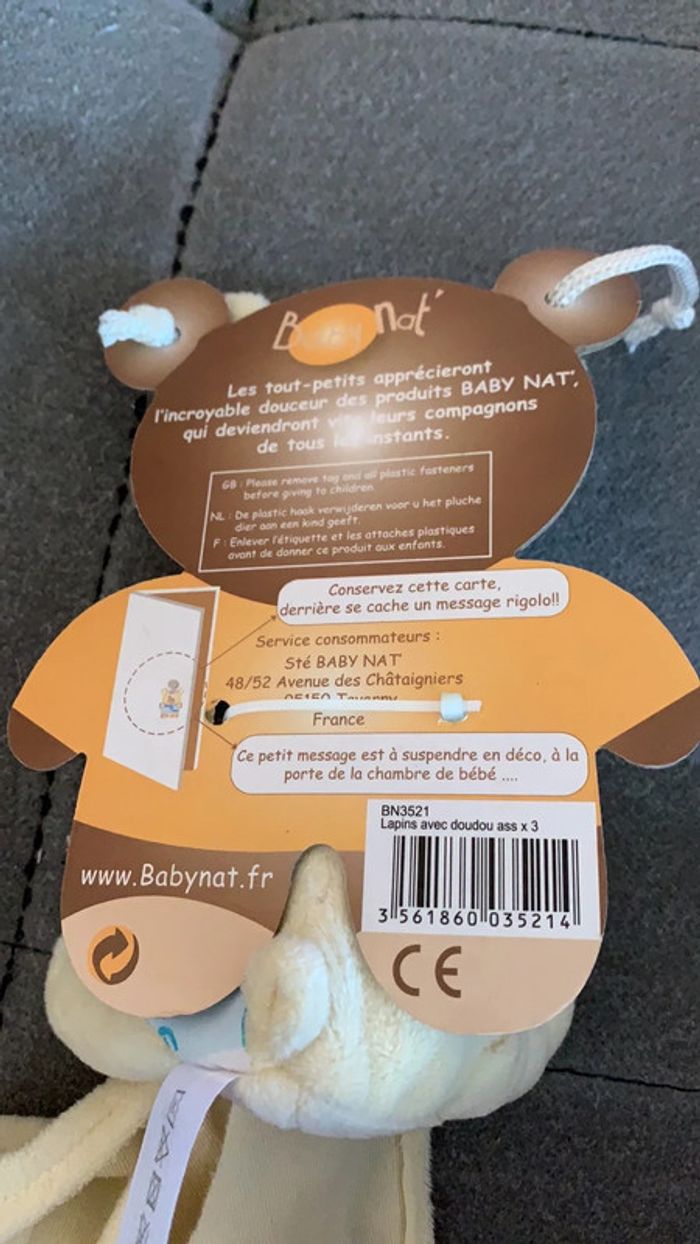 Baby nat'
Les tout-petits apprécieront
l'incroyable douceur des produits BABY NAT',
qui deviendront leurs compagnons
de tous instants.
GB : Please remove tag and all plastic fasteners
before giving to children.
NL : De plastic haak verwijderen voor u het pluche
dier aan een kind geeft.
F : Enlever l'étiquette et les attaches plastiques
avant de donner ce produit aux enfants.
Conservez cette carte,
derrière se cache un message rigolo!!
Service consommateurs :
Sté BABY NAT'
48/52 Avenue des Châtaigniers
95150 Taverny
France
Ce petit message est à suspendre en déco, à la
porte de la chambre de bébé ....
BN3521
Lapins avec doudou ass x 3
3 561860 035214
www.Babynat.fr
CE